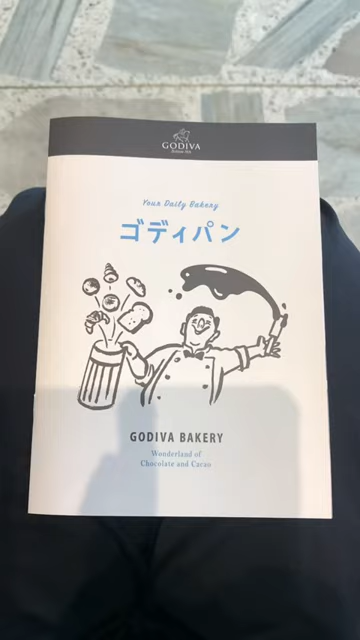 GODIVA
Your Daily Bakery
ゴディパン
GODIVA BAKERY
Wonderland of
Chocolate and Cacao